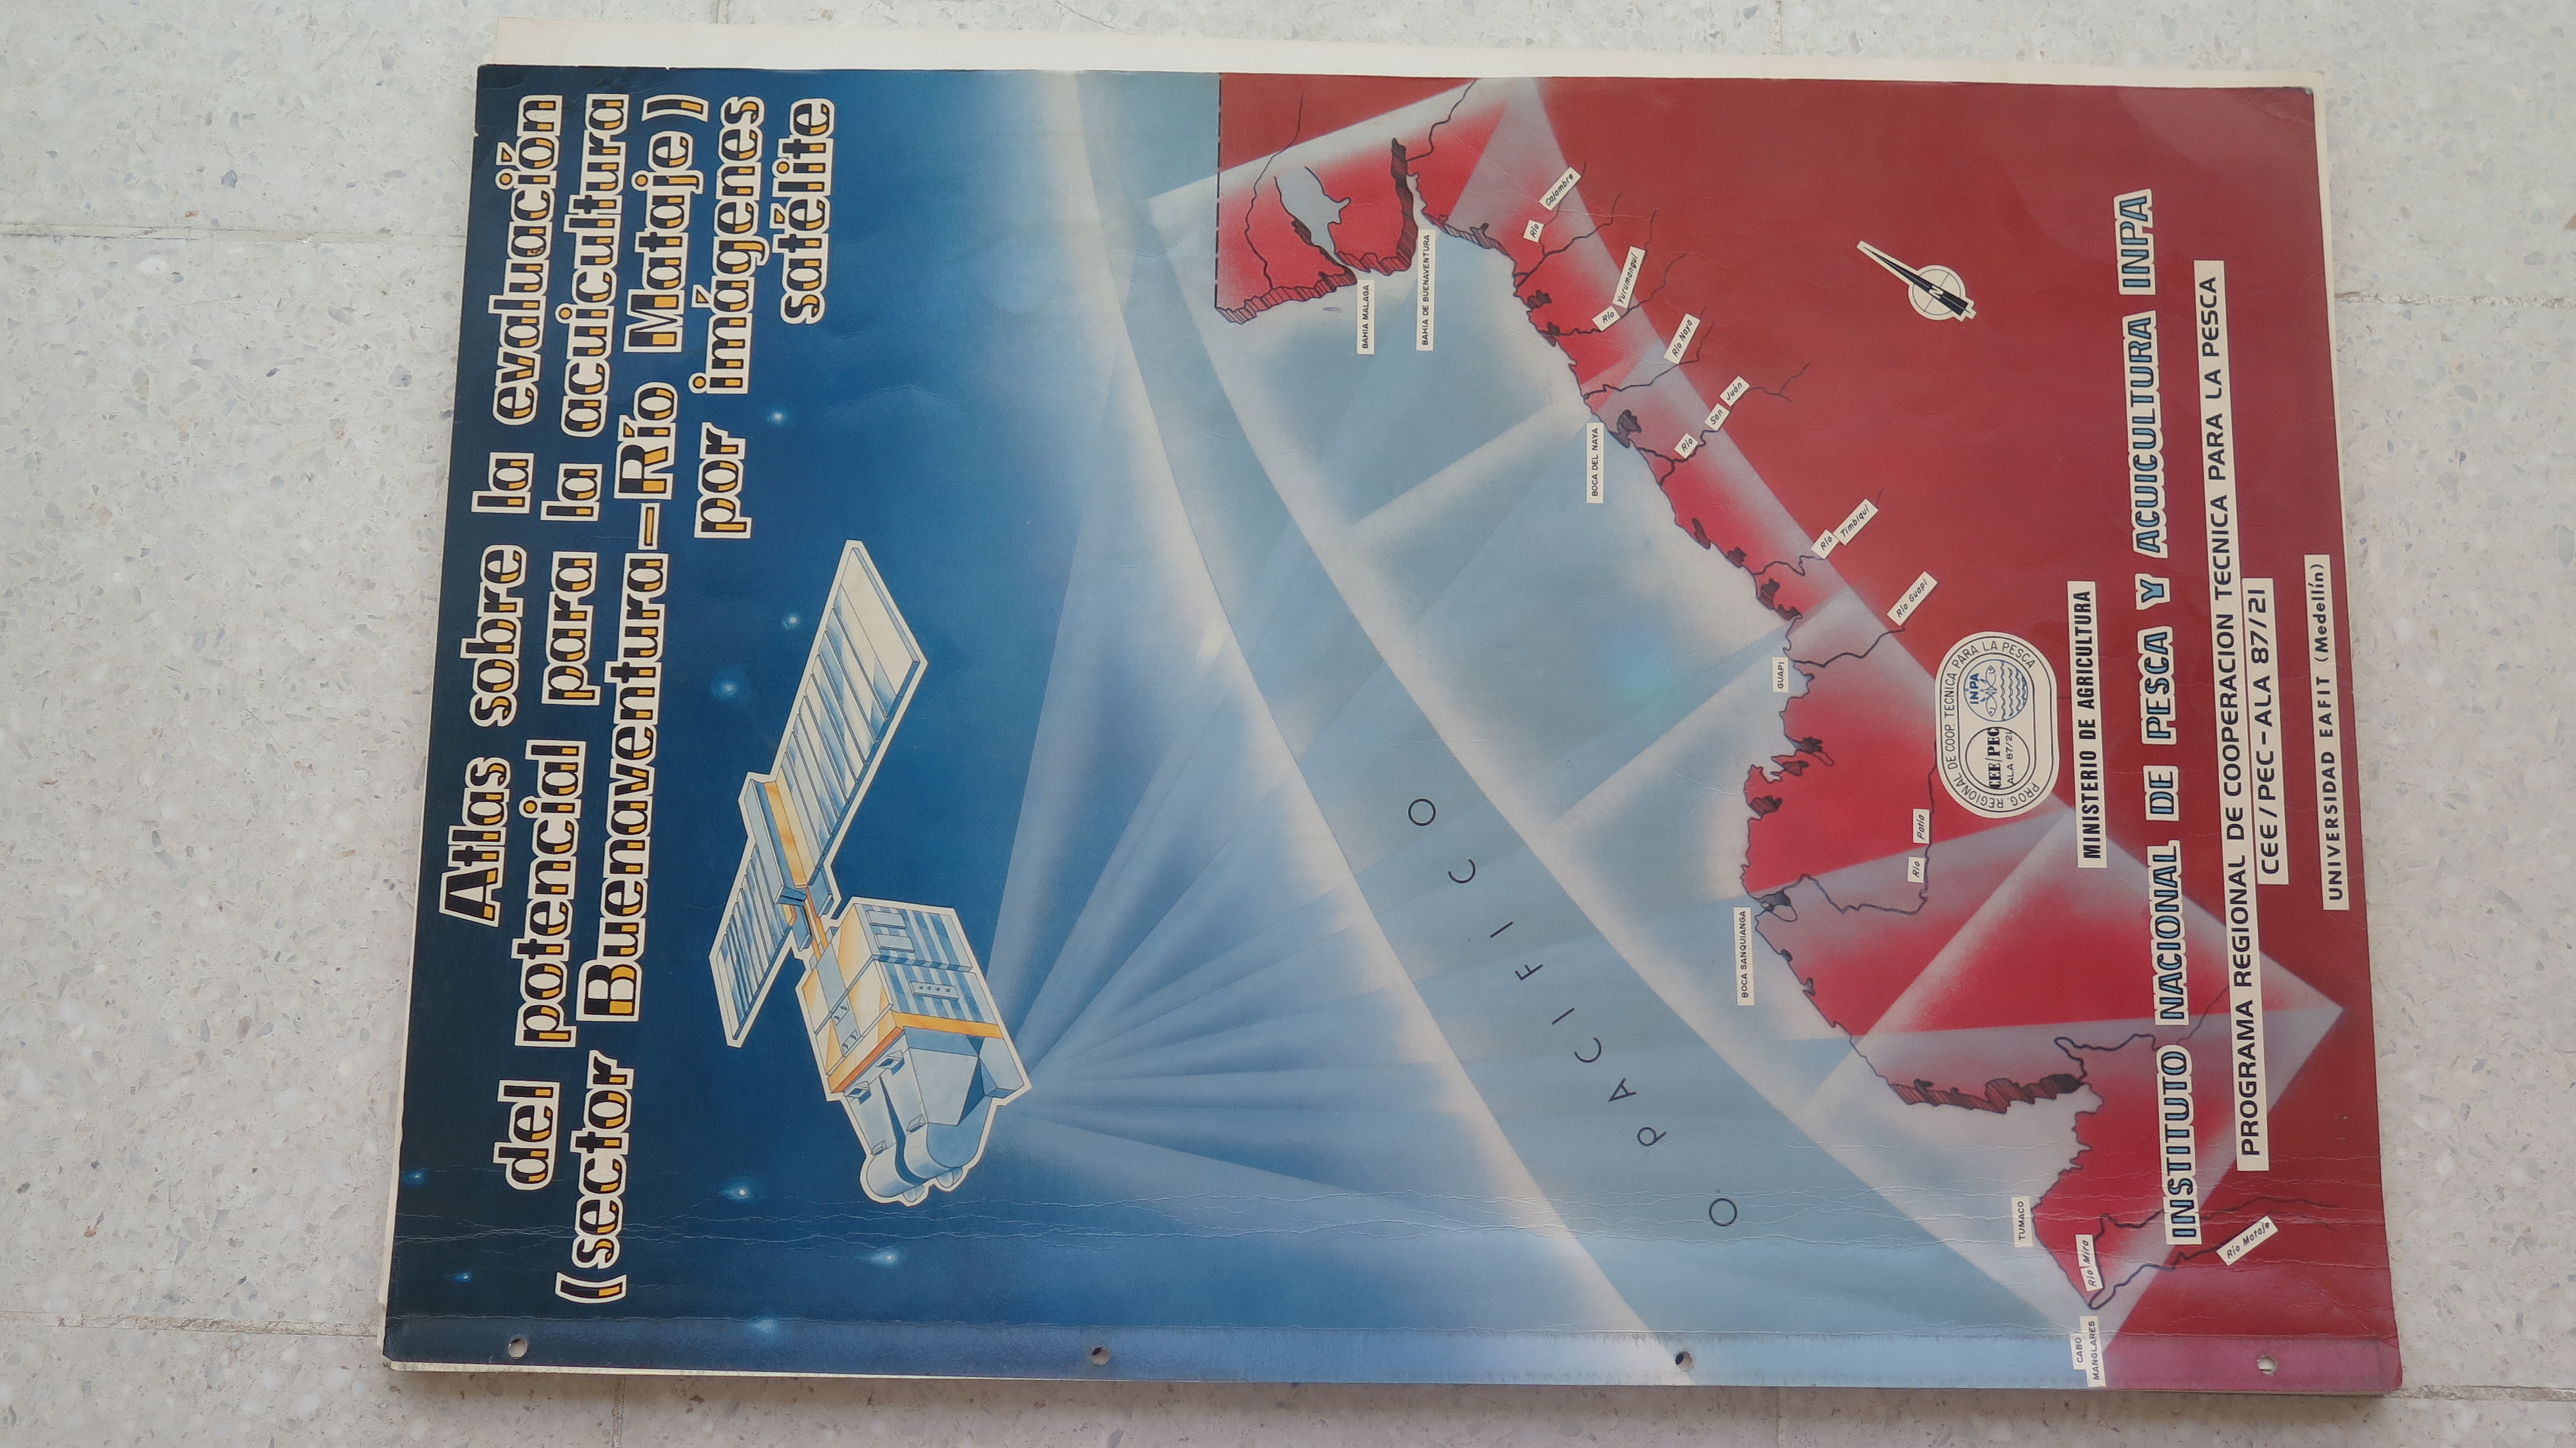 Atlas sobre la evaluación
del potencial para la acuicultura
(sector Buenaventura-Río Mataje)
por imágenes
satélite
O PACIFICO
BAHIA MALAGA
BAHIA DE BUENAVENTURA
Río Cajambre
Río Yurumangui
Río Naya
BOCA DEL NAYA
Río San Juán
Río Timbiqui
Río Guapi
GUAPI
Río Patía
BOCA SANQUIANGA
TUMACO
Río Mira
Río Mataje
CABO
MANGLARES
N
PROG. REGIONAL DE COOP. TECNICA PARA LA PESCA
CEE/PEC
ALA 87/21
INPA
MINISTERIO DE AGRICULTURA
INSTITUTO NACIONAL DE PESCA Y ACUICULTURA INPA
PROGRAMA REGIONAL DE COOPERACION TECNICA PARA LA PESCA
CEE/PEC-ALA 87/21
UNIVERSIDAD EAFIT (Medellín)